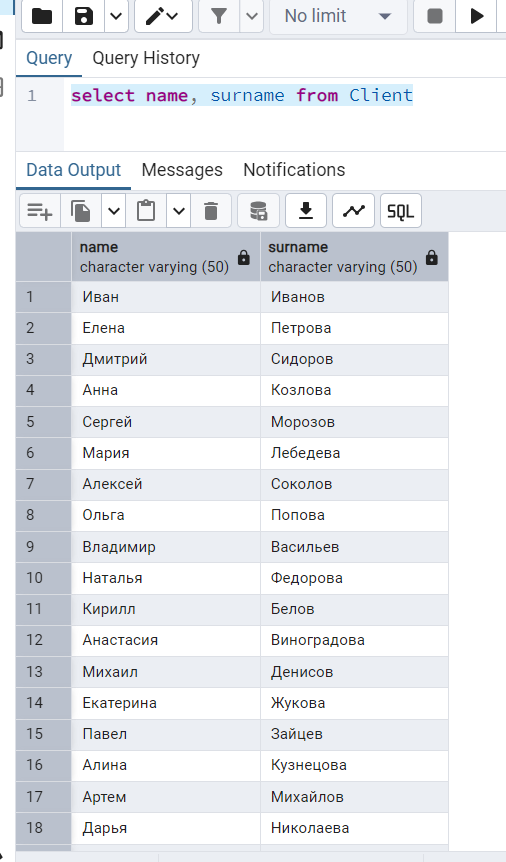 No limit
Query Query History
1 select name, surname from Client
Data Output Messages Notifications
SQL
name surname
character varying (50) character varying (50)
1 Иван Иванов
2 Елена Петрова
3 Дмитрий Сидоров
4 Анна Козлова
5 Сергей Морозов
6 Мария Лебедева
7 Алексей Соколов
8 Ольга Попова
9 Владимир Васильев
10 Наталья Федорова
11 Кирилл Белов
12 Анастасия Виноградова
13 Михаил Денисов
14 Екатерина Жукова
15 Павел Зайцев
16 Алина Кузнецова
17 Артем Михайлов
18 Дарья Николаева